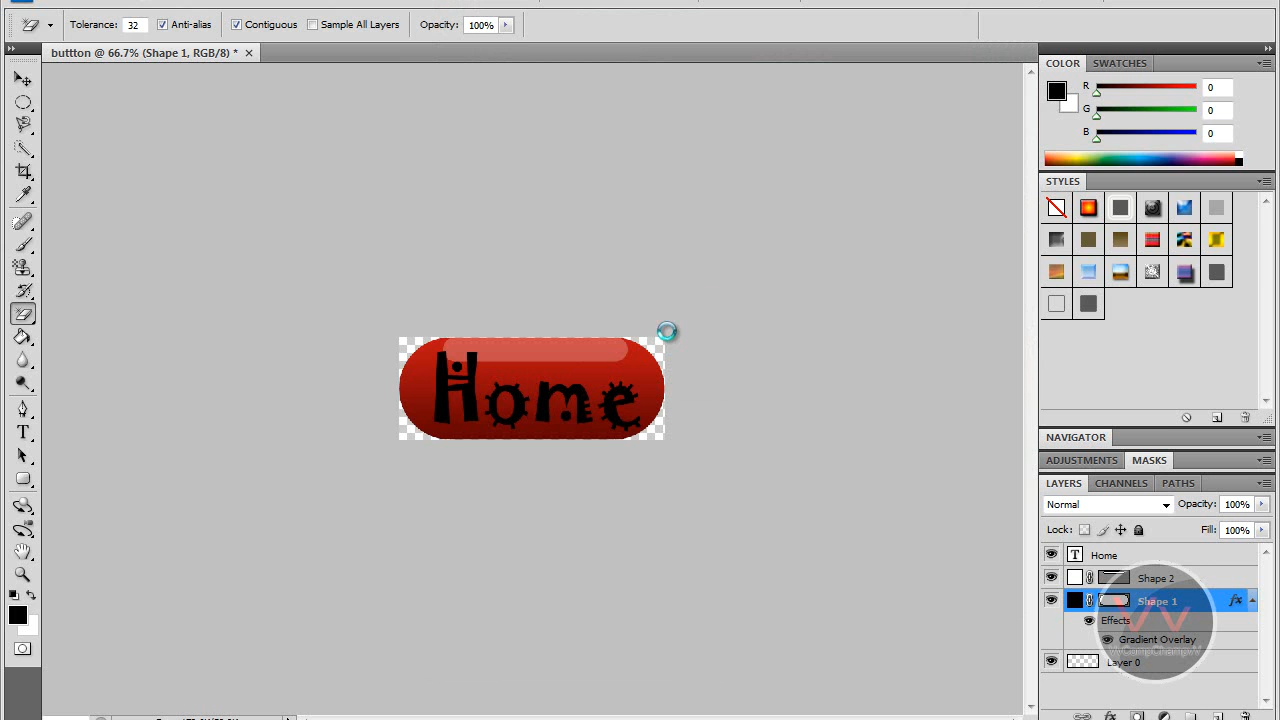 Tolerance: 32 Anti-alias Contiguous Sample All Layers Opacity: 100%
buttton @ 66.7% (Shape 1, RGB/8) *
COLOR SWATCHES
R 0
G 0
B 0
STYLES
Home
NAVIGATOR
ADJUSTMENTS MASKS
LAYERS CHANNELS PATHS
Normal Opacity: 100%
Lock: Fill: 100%
T Home
Shape 2
Shape 1 fx
Effects
Gradient Overlay
Layer 0